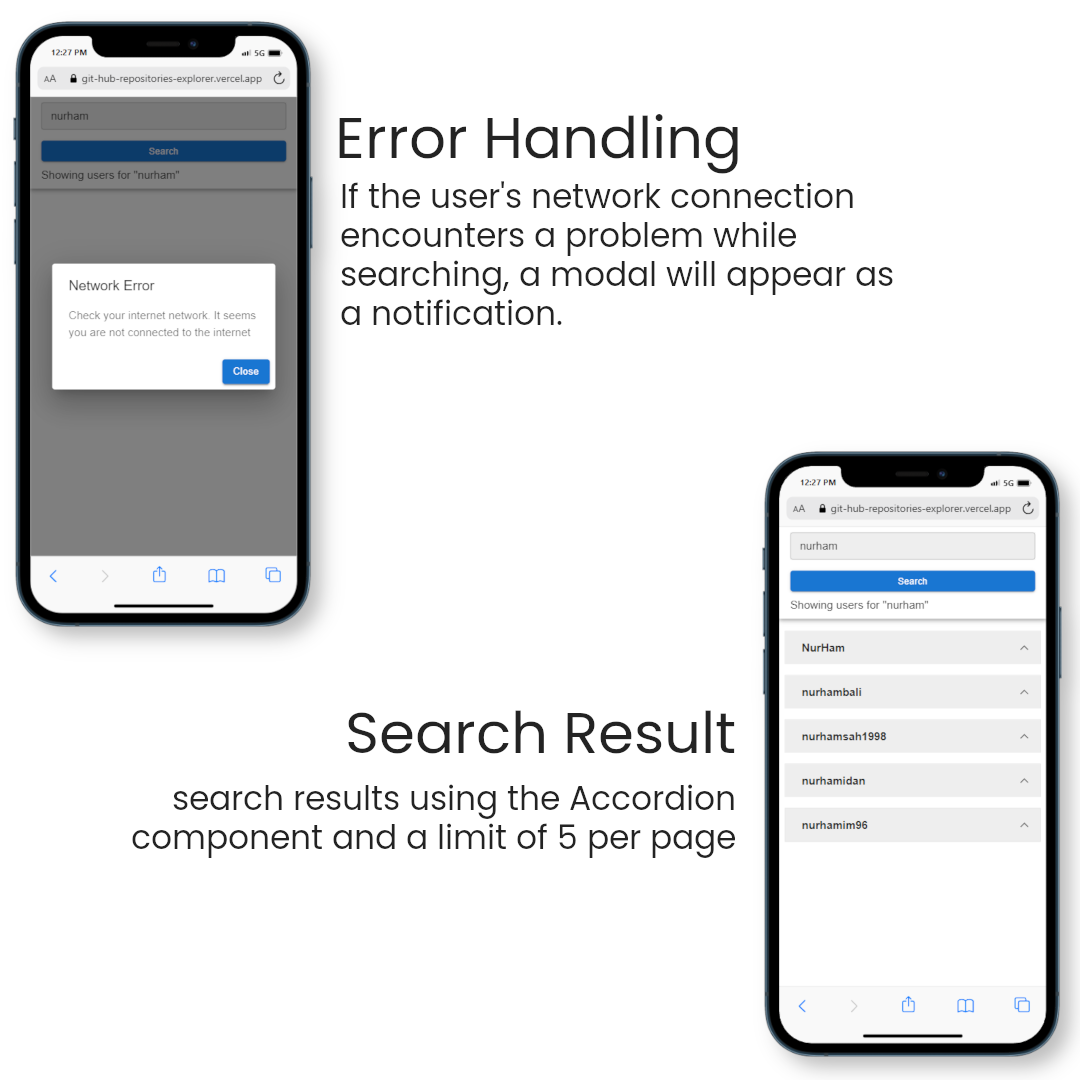 12:27 PM 5G
AA git-hub-repositories-explorer.vercel.app
nurham
Search
Showing users for "nurham"
Network Error
Check your internet network. It seems
you are not connected to the internet
Close
Error Handling
If the user's network connection
encounters a problem while
searching, a modal will appear as
a notification.
Search Result
search results using the Accordion
component and a limit of 5 per page
12:27 PM 5G
AA git-hub-repositories-explorer.vercel.app
nurham
Search
Showing users for "nurham"
NurHam
nurhambali
nurhamsah1998
nurhamidan
nurhamim96